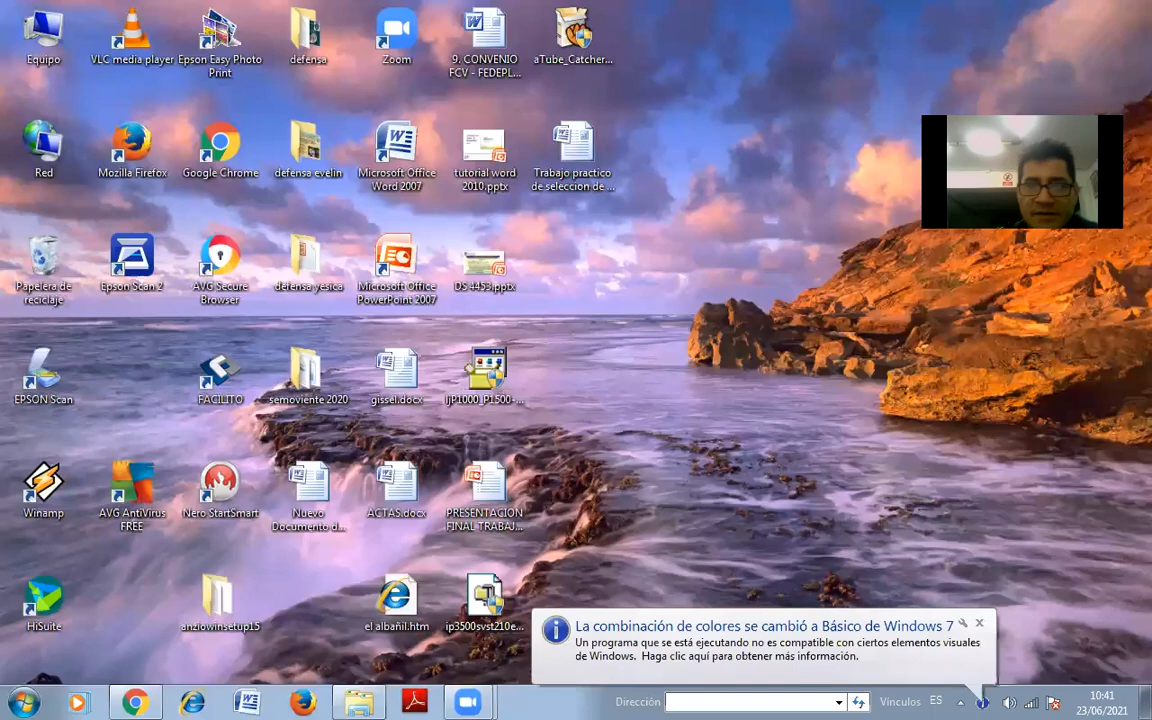 Equipo
VLC media player
Epson Easy Photo
Print
defensa
Zoom
9. CONVENIO
FCV - FEDEPL...
aTube_Catcher...
Red
Mozilla Firefox
Google Chrome
defensa evelin
Microsoft Office
Word 2007
tutorial word
2010.pptx
Trabajo practico
de seleccion de ...
Papelera de
reciclaje
Epson Scan 2
AVG Secure
Browser
defensa yesica
Microsoft Office
PowerPoint 2007
DS 4453.pptx
EPSON Scan
FACILITO
semoviente 2020
gissel.docx
ljP1000_P1500-...
Winamp
AVG AntiVirus
FREE
Nero StartSmart
Nuevo
Documento d...
ACTAS.docx
PRESENTACION
FINAL TRABAJ...
HiSuite
anziowinsetup15
el albañil.htm
ip3500svst210e...
La combinación de colores se cambió a Básico de Windows 7
Un programa que se está ejecutando no es compatible con ciertos elementos visuales
de Windows. Haga clic aquí para obtener más información.
Dirección
Vínculos
ES
10:41
23/06/2021